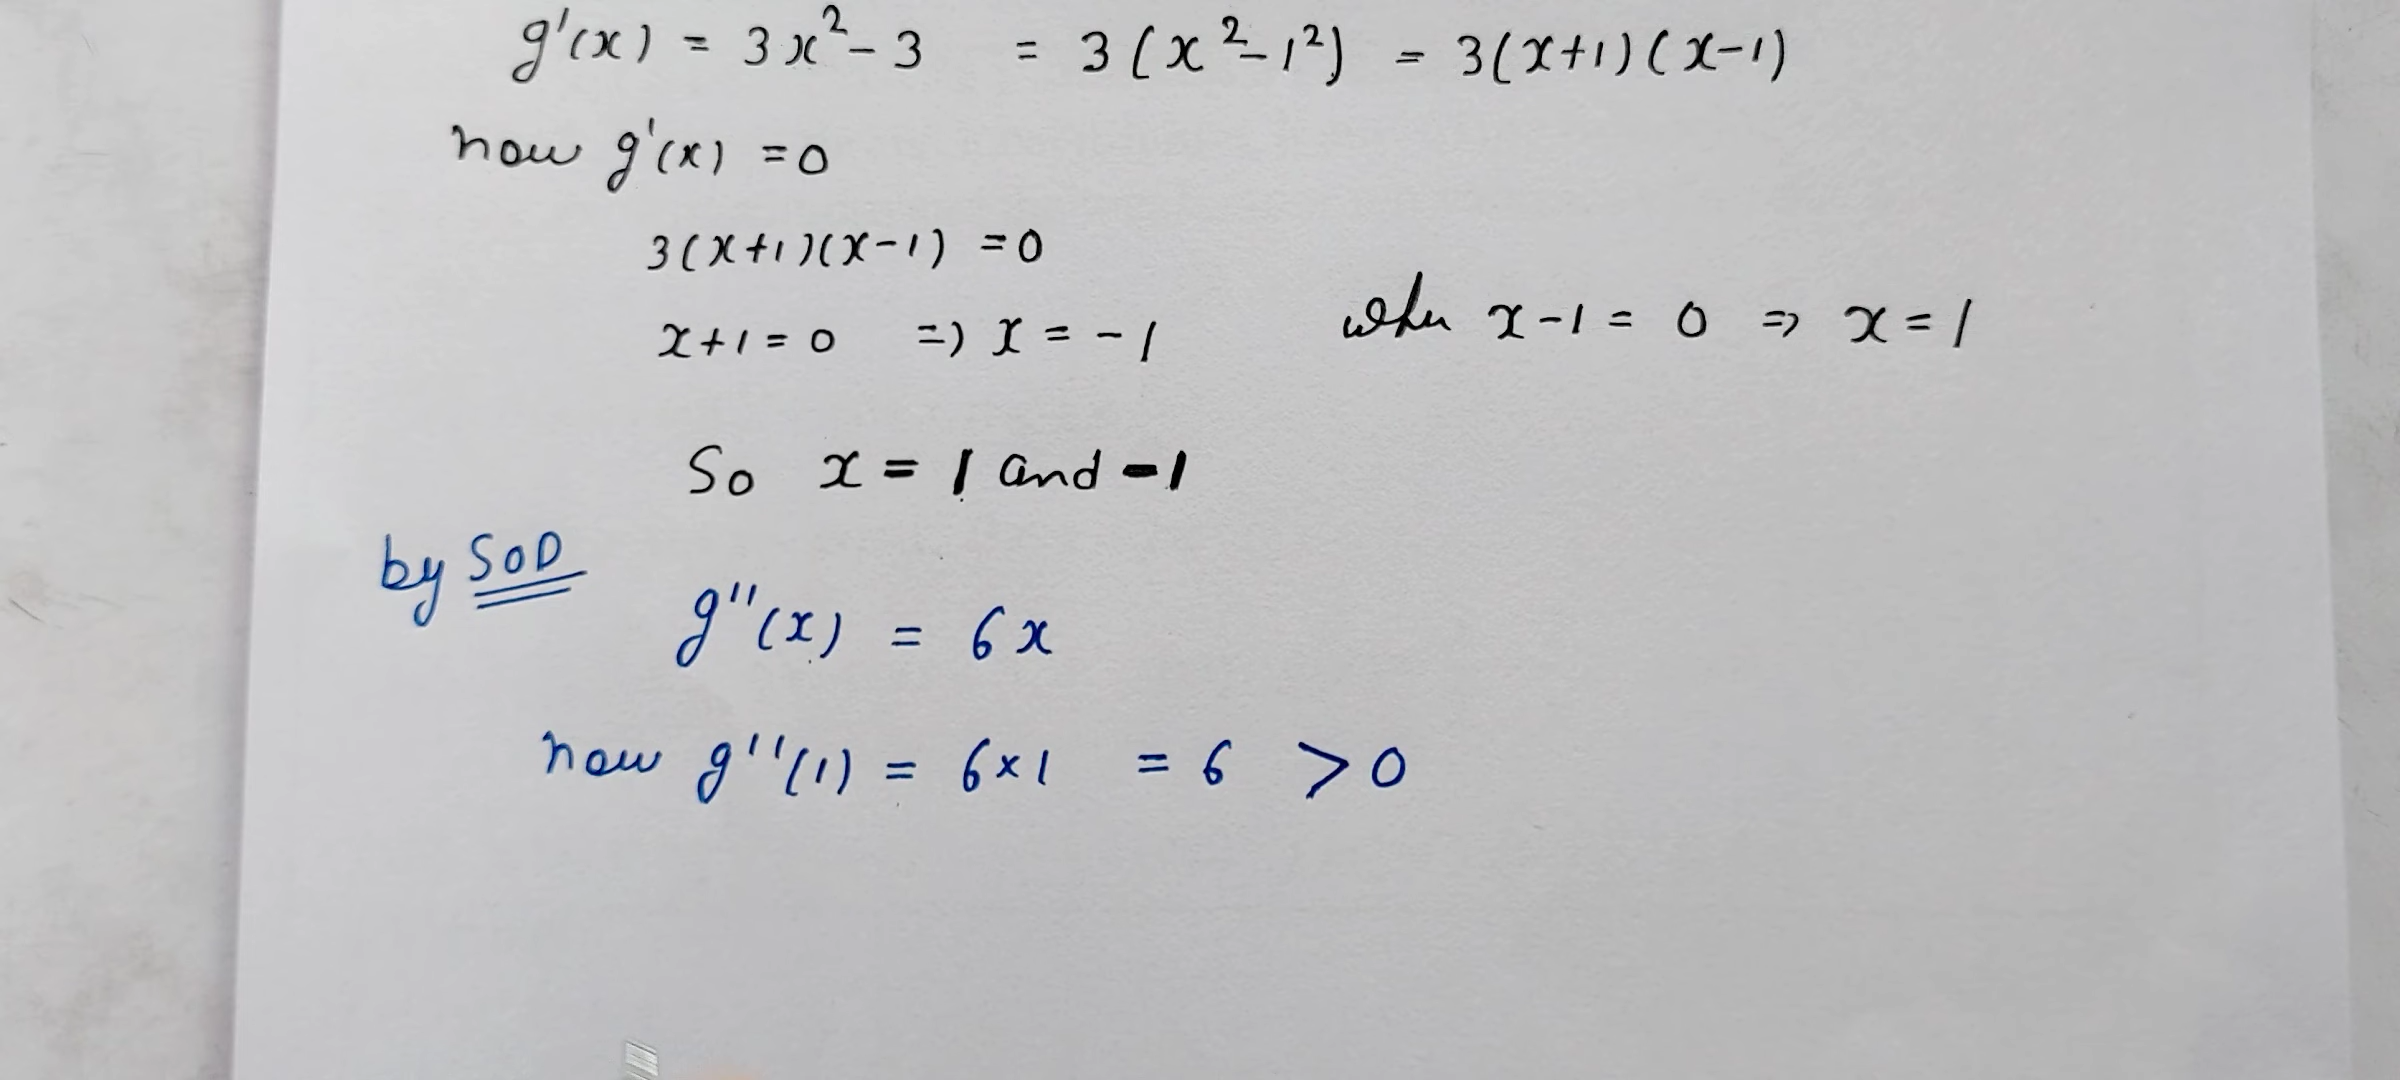 g'(x) = 3x² - 3 = 3(x² - 1²) = 3(x+1)(x-1)
now g'(x) = 0
3(x+1)(x-1) = 0
x+1 = 0 => x = -1 when x-1 = 0 => x = 1
So x = 1 and -1
by SOD
g''(x) = 6x
now g''(1) = 6×1 = 6 > 0